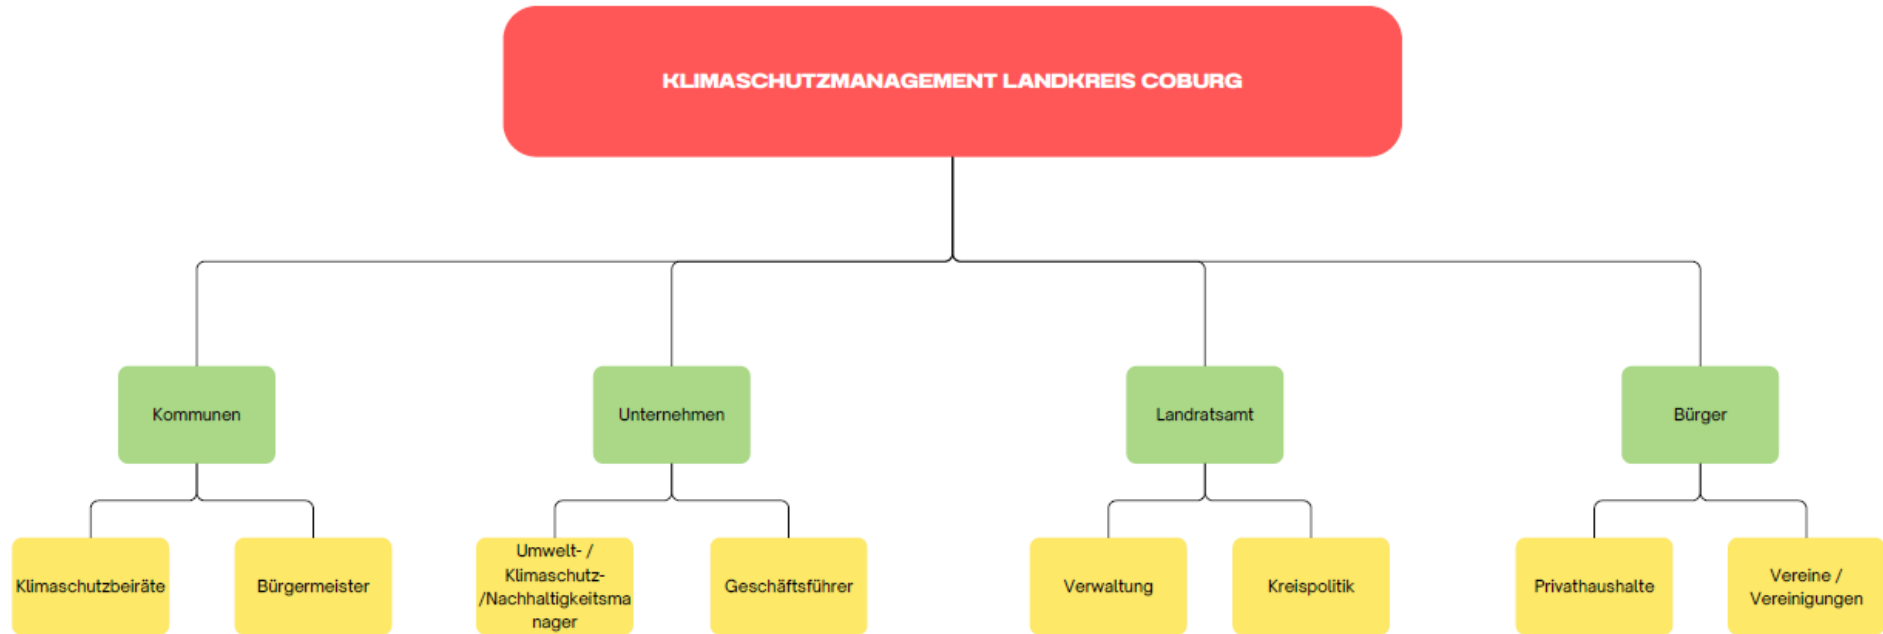 KLIMASCHUTZMANAGEMENT LANDKREIS COBURG
Kommunen
Unternehmen
Landratsamt
Bürger
Klimaschutzbeiräte
Bürgermeister
Umwelt- /
Klimaschutz-
/Nachhaltigkeitsma
nager
Geschäftsführer
Verwaltung
Kreispolitik
Privathaushalte
Vereine /
Vereinigungen